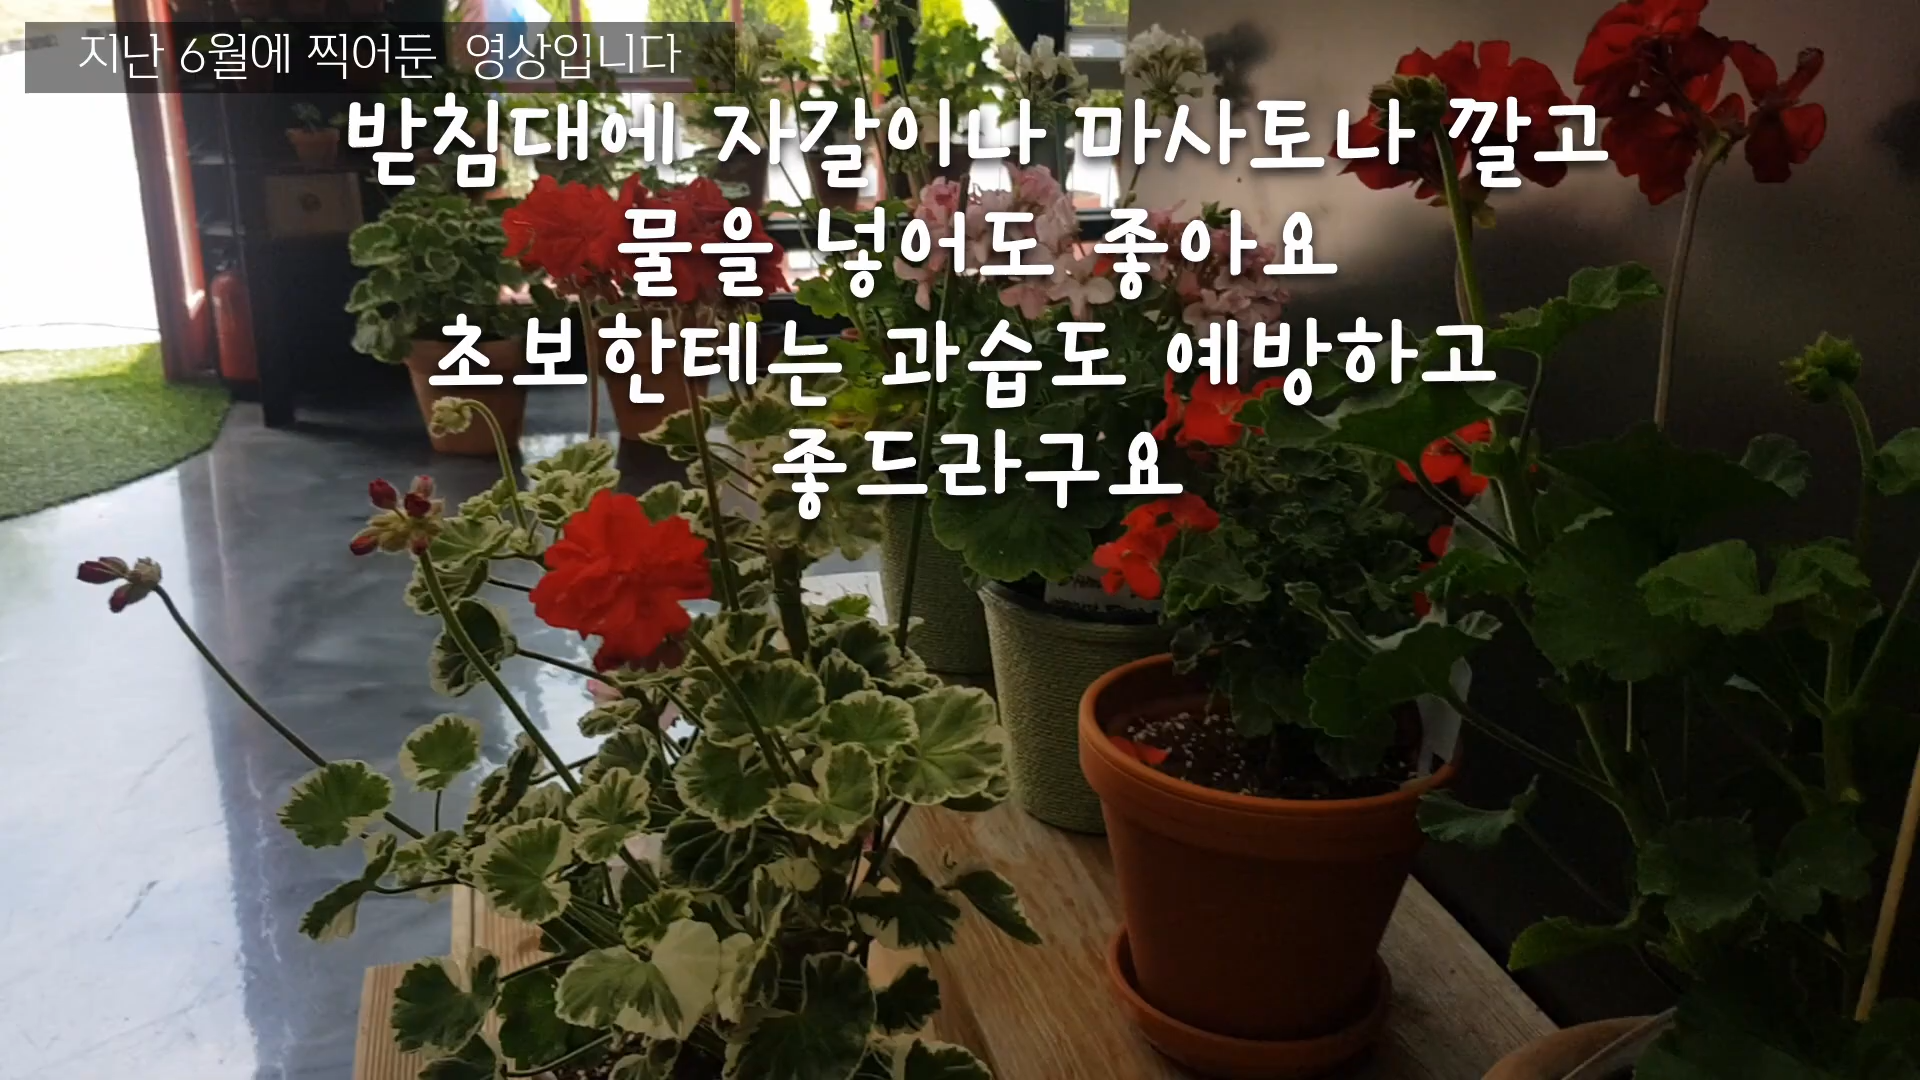 지난 6월에 찍어둔 영상입니다
받침대에 자갈이나 마사토나 깔고
물을 넣어도 좋아요
초보한테는 과습도 예방하고
좋드라구요